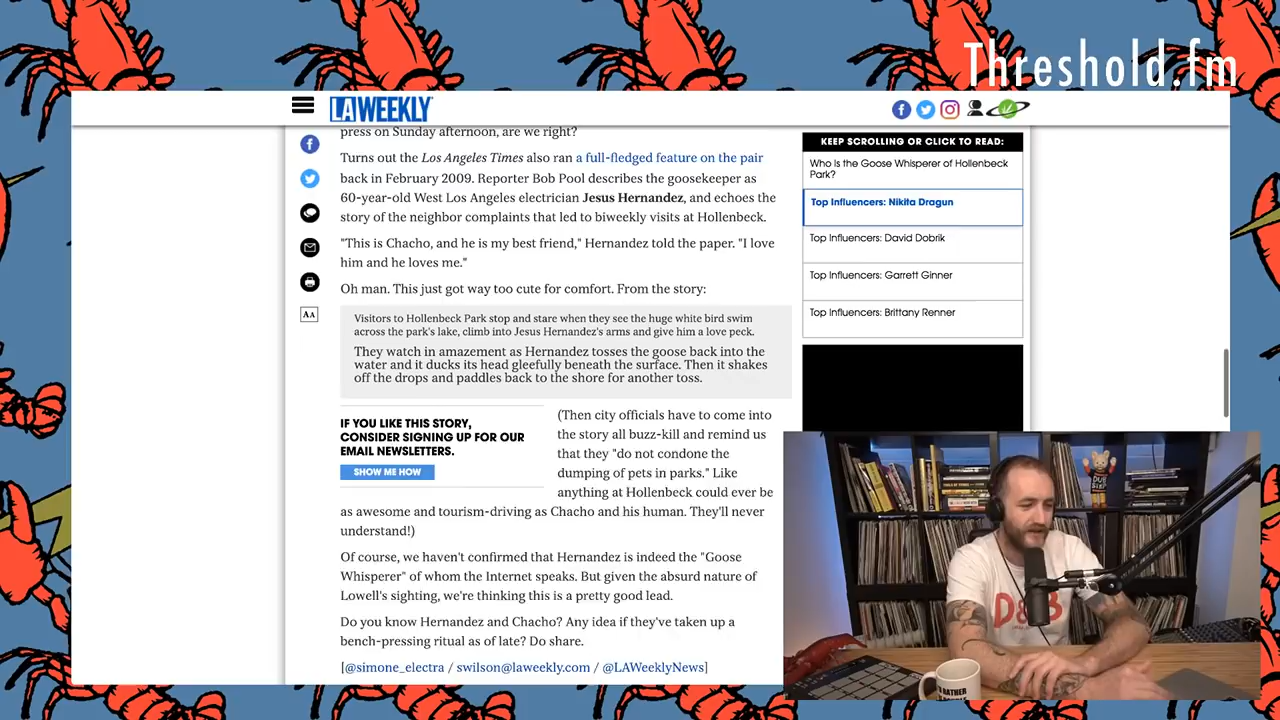 Threshold.fm
LAWEEKLY
press on Sunday afternoon, are we right?
Turns out the Los Angeles Times also ran a full-fledged feature on the pair
back in February 2009. Reporter Bob Pool describes the goosekeeper as
60-year-old West Los Angeles electrician Jesus Hernandez, and echoes the
story of the neighbor complaints that led to biweekly visits at Hollenbeck.
"This is Chacho, and he is my best friend," Hernandez told the paper. "I love
him and he loves me."
Oh man. This just got way too cute for comfort. From the story:
Visitors to Hollenbeck Park stop and stare when they see the huge white bird swim
across the park's lake, climb into Jesus Hernandez's arms and give him a love peck.
They watch in amazement as Hernandez tosses the goose back into the
water and it ducks its head gleefully beneath the surface. Then it shakes
off the drops and paddles back to the shore for another toss.
IF YOU LIKE THIS STORY,
CONSIDER SIGNING UP FOR OUR
EMAIL NEWSLETTERS.
SHOW ME HOW
(Then city officials have to come into
the story all buzz-kill and remind us
that they "do not condone the
dumping of pets in parks." Like
anything at Hollenbeck could ever be
as awesome and tourism-driving as Chacho and his human. They'll never
understand!)
Of course, we haven't confirmed that Hernandez is indeed the "Goose
Whisperer" of whom the Internet speaks. But given the absurd nature of
Lowell's sighting, we're thinking this is a pretty good lead.
Do you know Hernandez and Chacho? Any idea if they've taken up a
bench-pressing ritual as of late? Do share.
[@simone_electra / swilson@laweekly.com / @LAWeeklyNews]
AA
KEEP SCROLLING OR CLICK TO READ:
Who Is the Goose Whisperer of Hollenbeck
Park?
Top Influencers: Nikita Dragun
Top Influencers: David Dobrik
Top Influencers: Garrett Ginner
Top Influencers: Brittany Renner
D&B